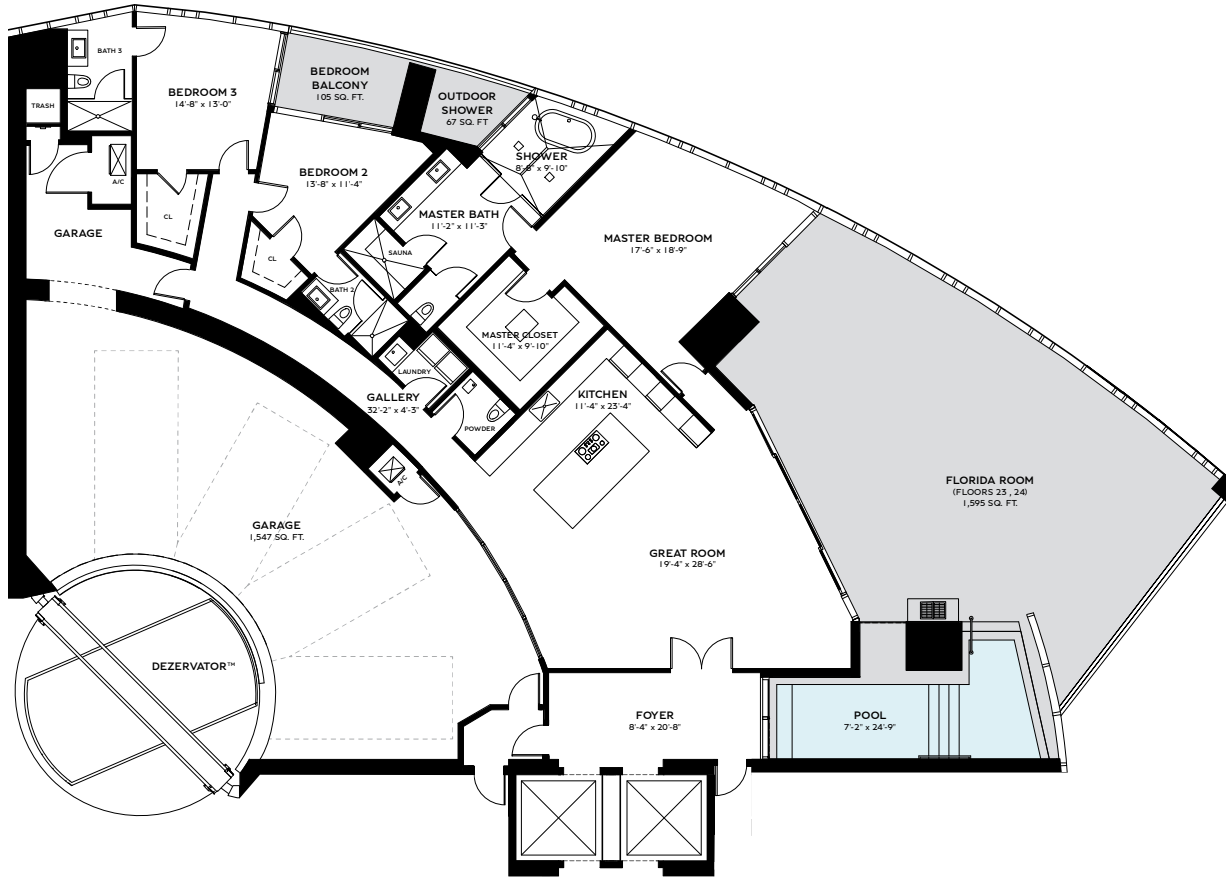 BATH 3
BEDROOM 3
14'-8" x 13'-0"
TRASH
A/C
CL
GARAGE
BEDROOM
BALCONY
105 SQ. FT.
OUTDOOR
SHOWER
67 SQ. FT
SHOWER
8'-8" x 9'-10"
BEDROOM 2
13'-8" x 11'-4"
CL
MASTER BATH
11'-2" x 11'-3"
SAUNA
BATH 2
MASTER BEDROOM
17'-6" x 18'-9"
MASTER CLOSET
11'-4" x 9'-10"
LAUNDRY
GALLERY
32'-2" x 4'-3"
POWDER
KITCHEN
11'-4" x 23'-4"
A/C
GARAGE
1,547 SQ. FT.
FLORIDA ROOM
(FLOORS 23 , 24)
1,595 SQ. FT.
GREAT ROOM
19'-4" x 28'-6"
DEZERVATOR™
FOYER
8'-4" x 20'-8"
POOL
7'-2" x 24'-9"